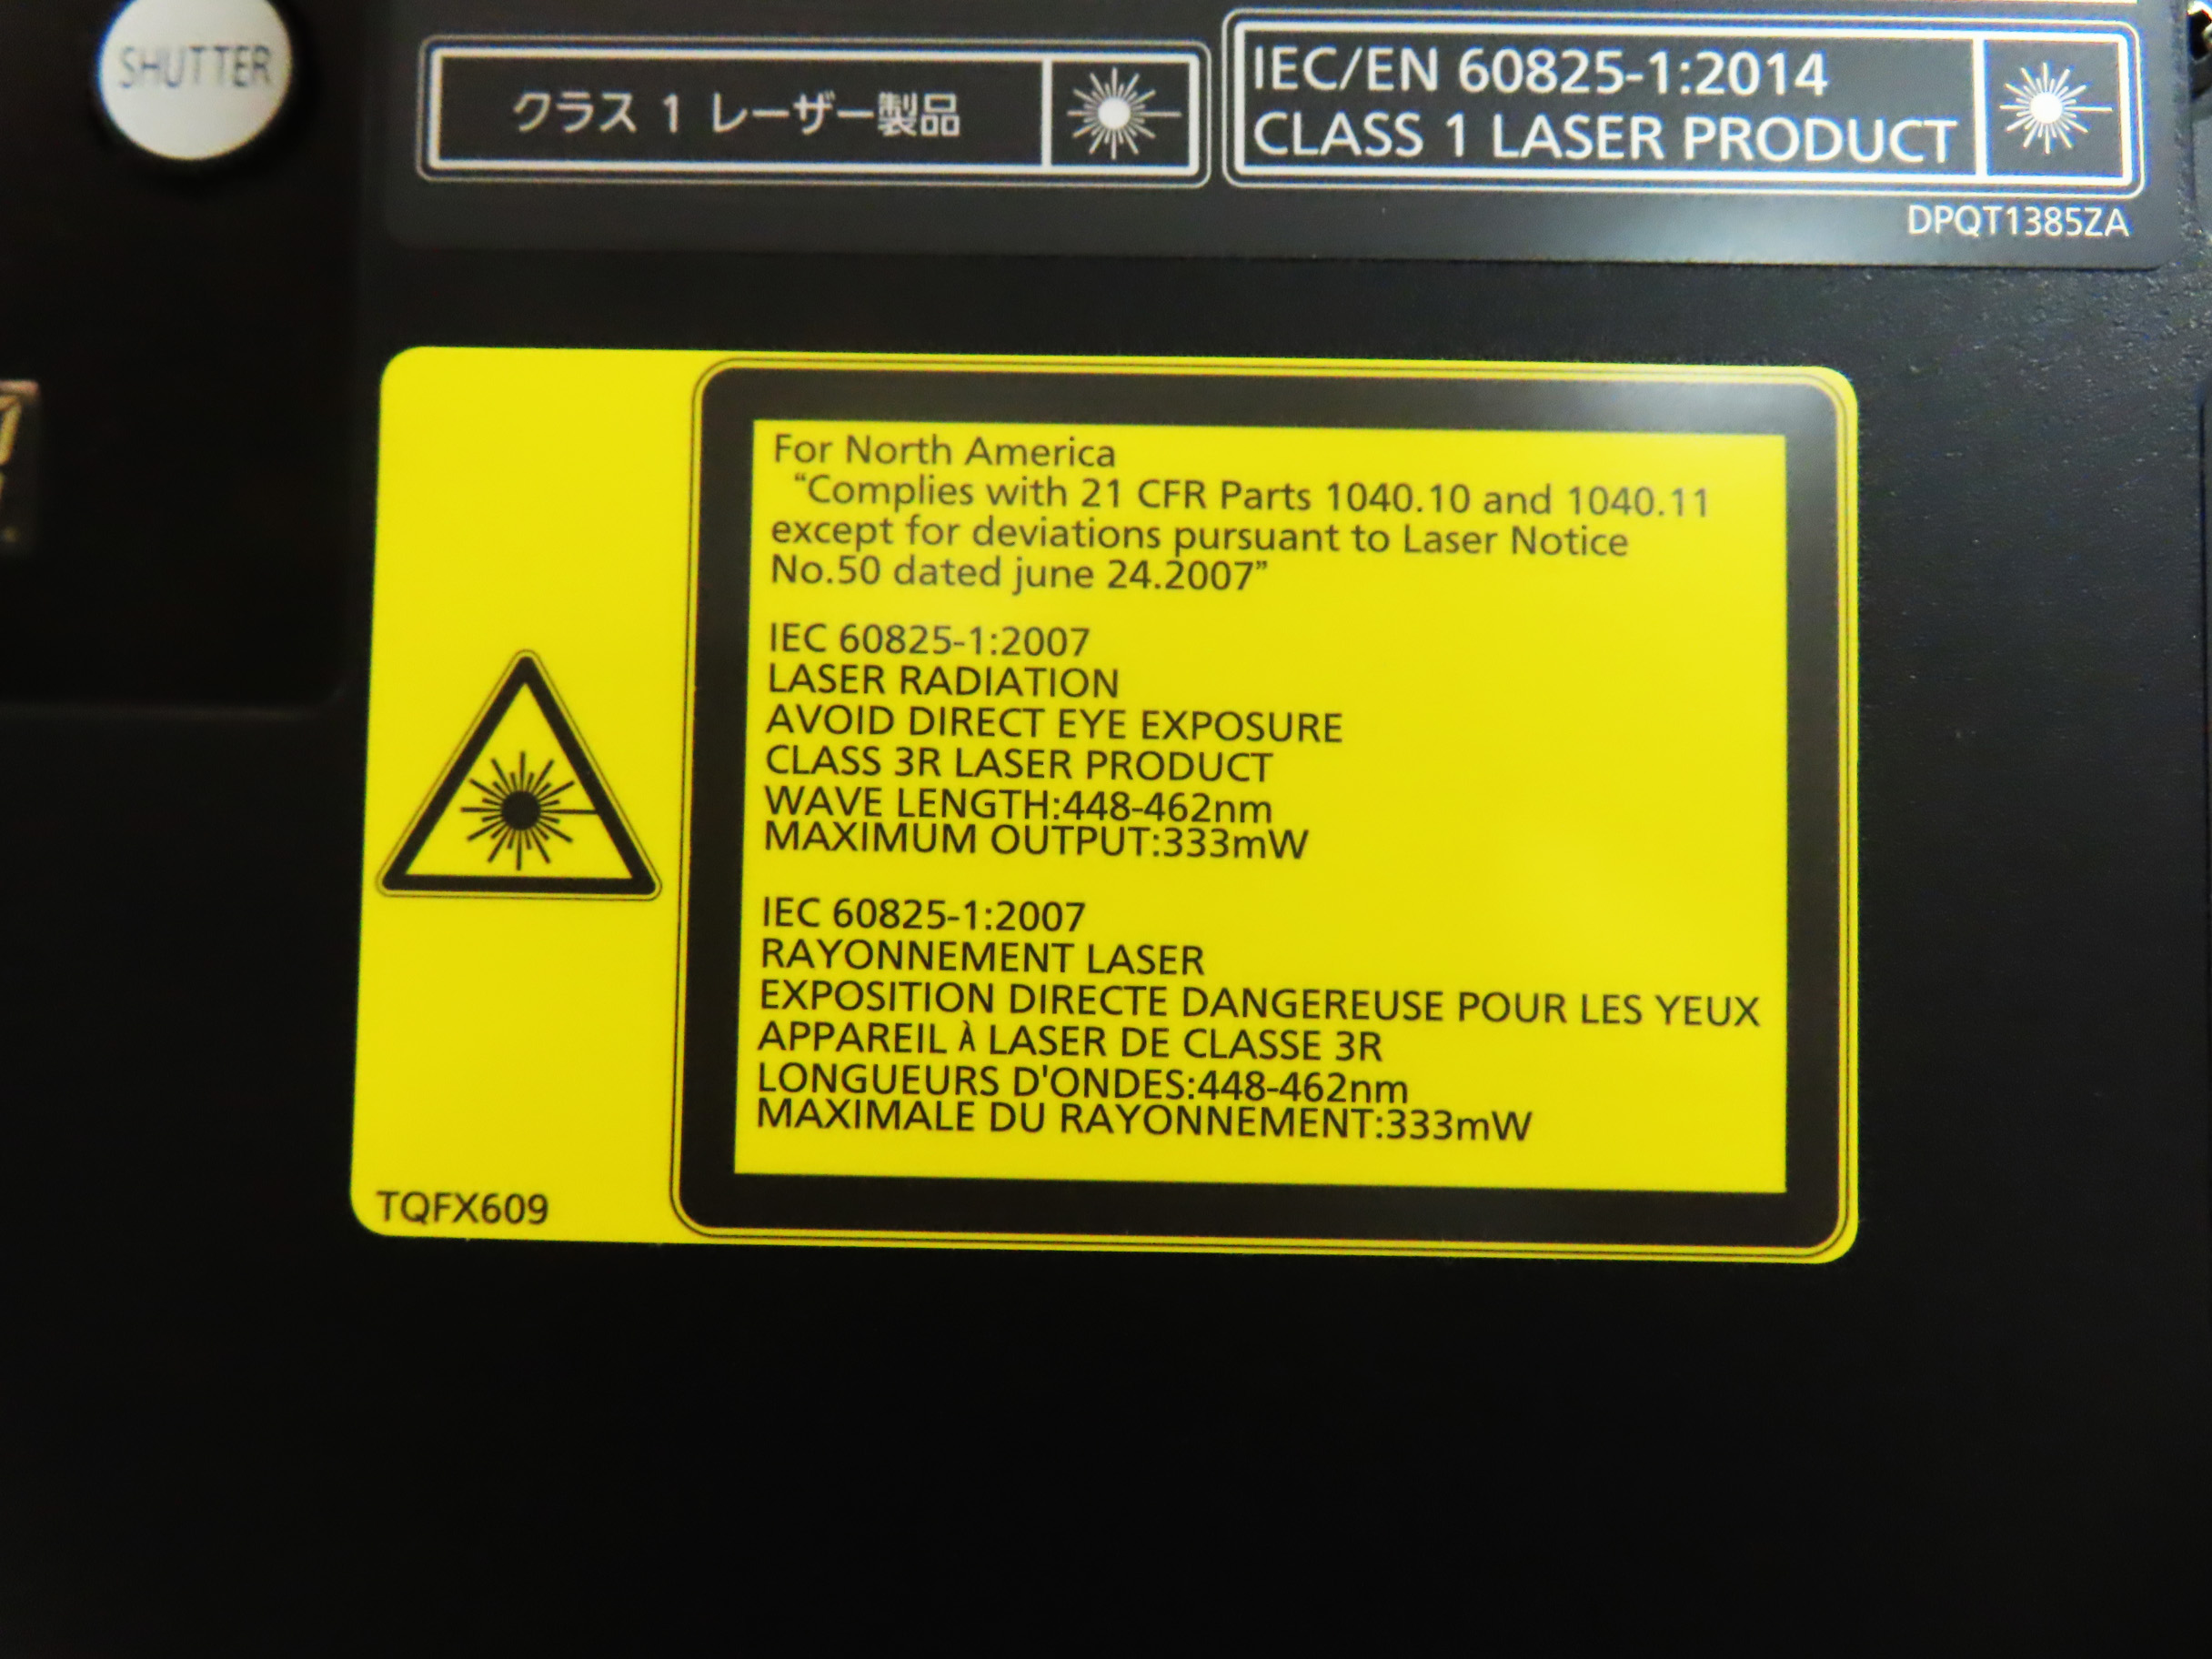 SHUTTER
クラス 1 レーザー製品
IEC/EN 60825-1:2014
CLASS 1 LASER PRODUCT
DPQT1385ZA
For North America
“Complies with 21 CFR Parts 1040.10 and 1040.11
except for deviations pursuant to Laser Notice
No.50 dated june 24.2007”
IEC 60825-1:2007
LASER RADIATION
AVOID DIRECT EYE EXPOSURE
CLASS 3R LASER PRODUCT
WAVE LENGTH:448-462nm
MAXIMUM OUTPUT:333mW
IEC 60825-1:2007
RAYONNEMENT LASER
EXPOSITION DIRECTE DANGEREUSE POUR LES YEUX
APPAREIL À LASER DE CLASSE 3R
LONGUEURS D'ONDES:448-462nm
MAXIMALE DU RAYONNEMENT:333mW
TQFX609